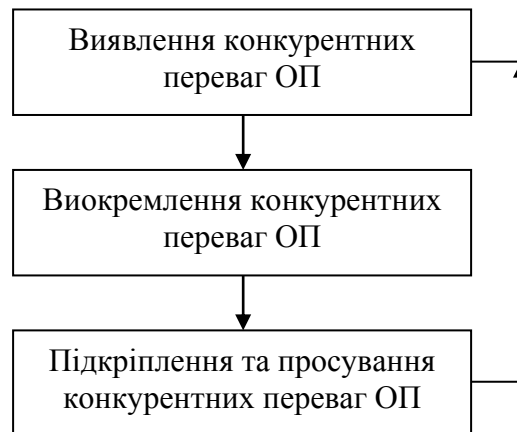 Виявлення конкурентних
переваг ОП
Виокремлення конкурентних
переваг ОП
Підкріплення та просування
конкурентних переваг ОП